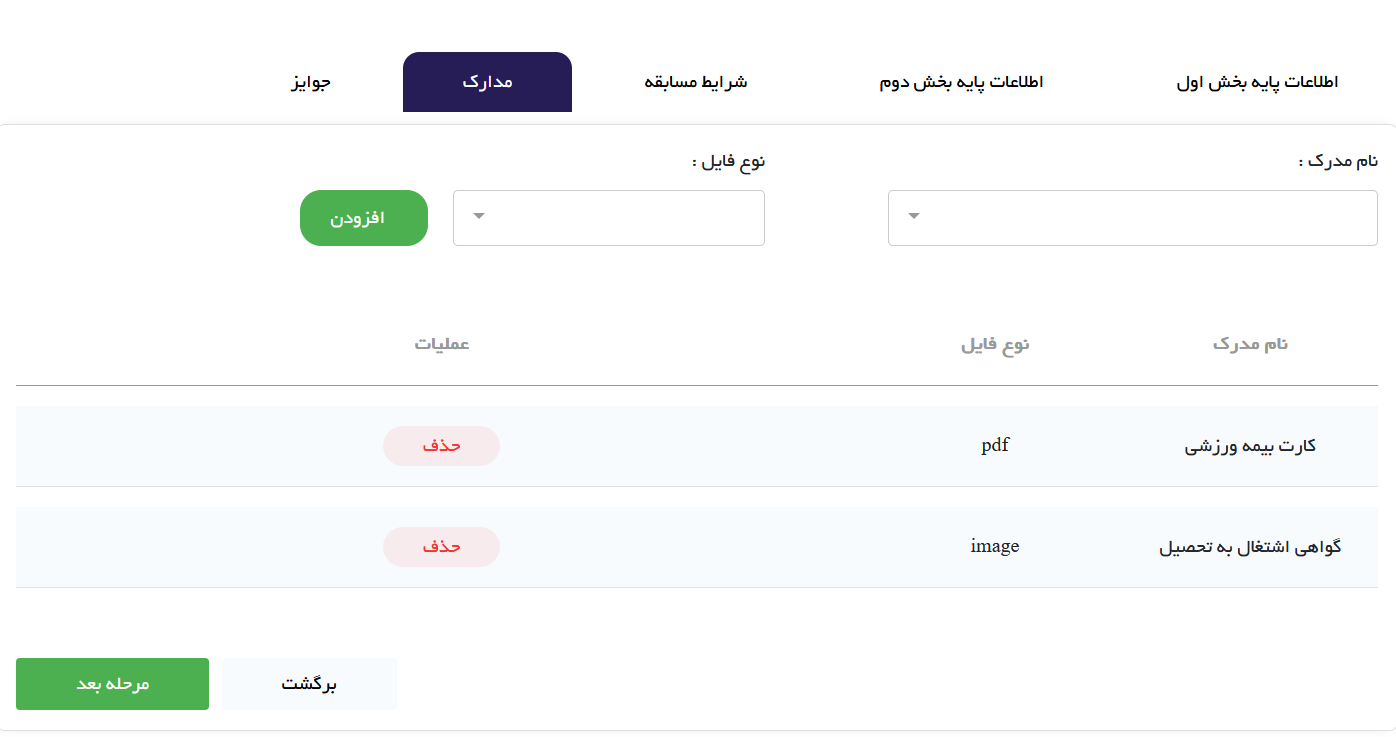 اطلاعات پایه بخش اول اطلاعات پایه بخش دوم شرایط مسابقه مدارک جوایز
نام مدرک : نوع فایل :
افزودن
نام مدرک نوع فایل عملیات
کارت بیمه ورزشی pdf حذف
گواهی اشتغال به تحصیل image حذف
برگشت مرحله بعد